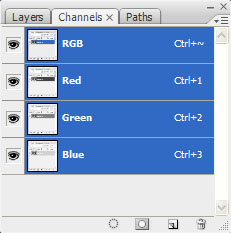 Layers Channels × Paths
RGB Ctrl+~
Red Ctrl+1
Green Ctrl+2
Blue Ctrl+3